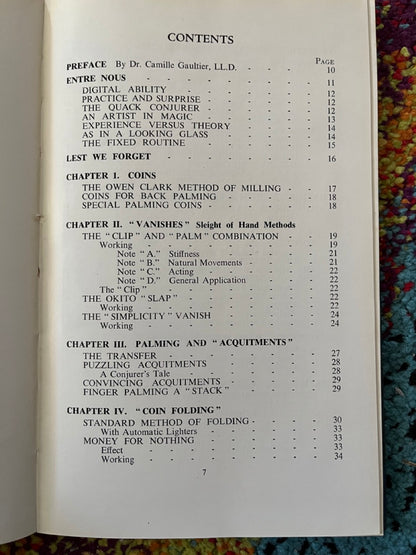 CONTENTS
PAGE
PREFACE By Dr. Camille Gaultier, LL.D. - - - - 10
ENTRE NOUS - - - - - - - 11
DIGITAL ABILITY - - - - - - 12
PRACTICE AND SURPRISE - - - - - 12
THE QUACK CONJURER - - - - - 12
AN ARTIST IN MAGIC - - - - - 13
EXPERIENCE VERSUS THEORY - - - - 14
AS IN A LOOKING GLASS - - - - - 14
THE FIXED ROUTINE - - - - - 15
LEST WE FORGET - - - - - - 16
CHAPTER I. COINS
THE OWEN CLARK METHOD OF MILLING - - 17
COINS FOR BACK PALMING - - - - 18
SPECIAL PALMING COINS - - - - - 18
CHAPTER II. "VANISHES" Sleight of Hand Methods
THE "CLIP" AND "PALM" COMBINATION - - 19
Working - - - - - - - 19
Note "A." Stiffness - - - - - 21
Note "B." Natural Movements - - - - 21
Note "C." Acting - - - - - 22
Note "D." General Application - - - 22
The "Clip" - - - - - - 22
THE OKITO "SLAP" - - - - - - 22
Working - - - - - - - 22
THE "SIMPLICITY" VANISH - - - - - 24
Working - - - - - - - 24
CHAPTER III. PALMING AND "ACQUITMENTS"
THE TRANSFER - - - - - - 27
PUZZLING ACQUITMENTS - - - - - 28
A Conjurer's Tale - - - - - 28
CONVINCING ACQUITMENTS - - - - 29
FINGER PALMING A "STACK" - - - - 29
CHAPTER IV. "COIN FOLDING"
STANDARD METHOD OF FOLDING - - - - 30
With Automatic Lighters - - - - - 33
MONEY FOR NOTHING - - - - - 33
Effect - - - - - - - 33
Working - - - - - - - 34
7